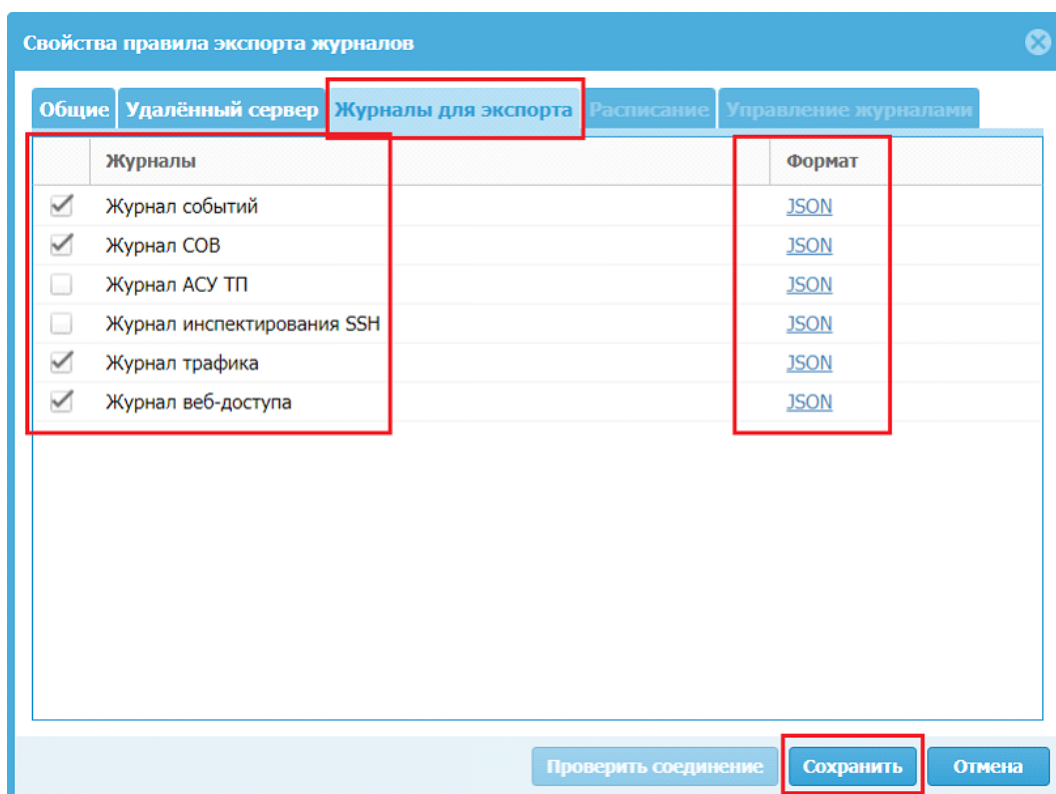 Свойства правила экспорта журналов
Общие Удалённый сервер Журналы для экспорта Расписание Управление журналами
Журналы Формат
Журнал событий JSON
Журнал СОВ JSON
Журнал АСУ ТП JSON
Журнал инспектирования SSH JSON
Журнал трафика JSON
Журнал веб-доступа JSON
Проверить соединение Сохранить Отмена